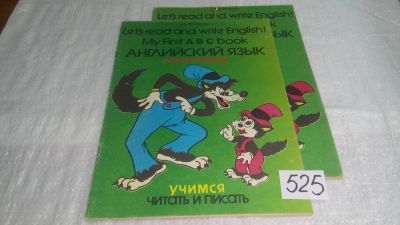 Let's read and write English!
Let's read and write English!
My First A B C book
АНГЛИЙСКИЙ ЯЗЫК
УЧИМСЯ
ЧИТАТЬ И ПИСАТЬ
525